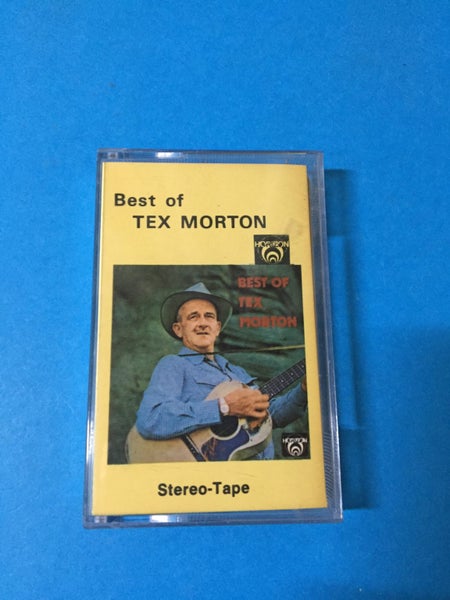 Best of
TEX MORTON
HORIZON
BEST OF
TEX
MORTON
HORIZON
Stereo-Tape